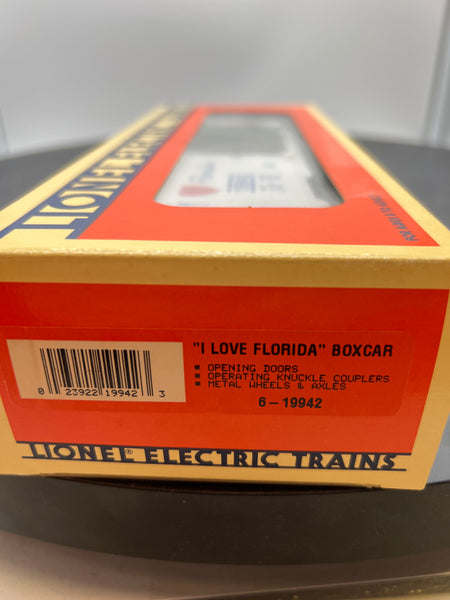 LIONEL ELECTRIC
"I LOVE FLORIDA" BOXCAR
▪ OPENING DOORS
▪ OPERATING KNUCKLE COUPLERS
▪ METAL WHEELS & AXLES
6-19942
0 23922 19942 3
LIONEL® ELECTRIC TRAINS